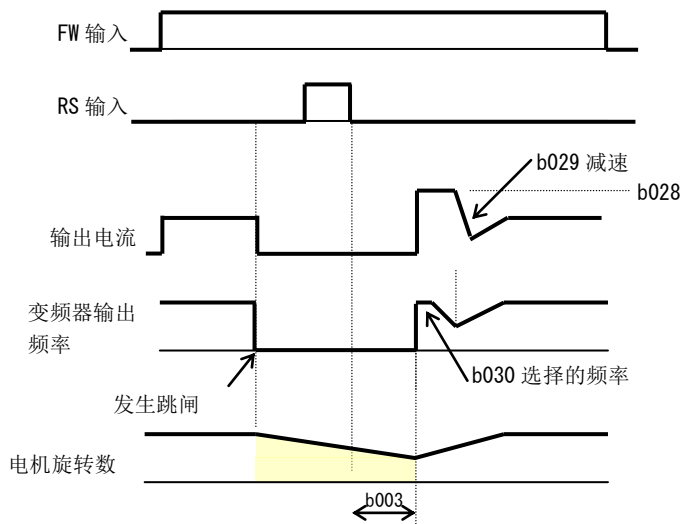 FW 输入
RS 输入
b029 减速
b028
输出电流
变频器输出
频率
b030 选择的频率
发生跳闸
电机旋转数
b003